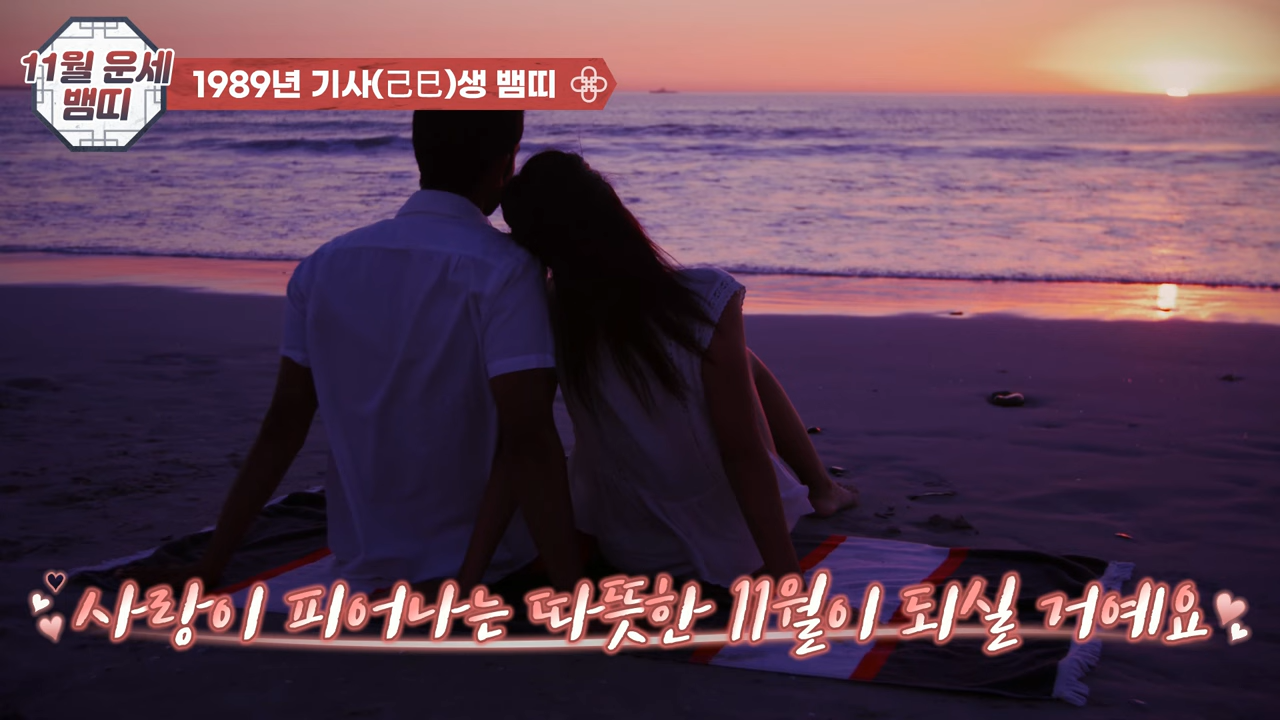 11월 운세
뱀띠
1989년 기사(己巳)생 뱀띠
사랑이 피어나는 따뜻한 11월이 되실 거예요